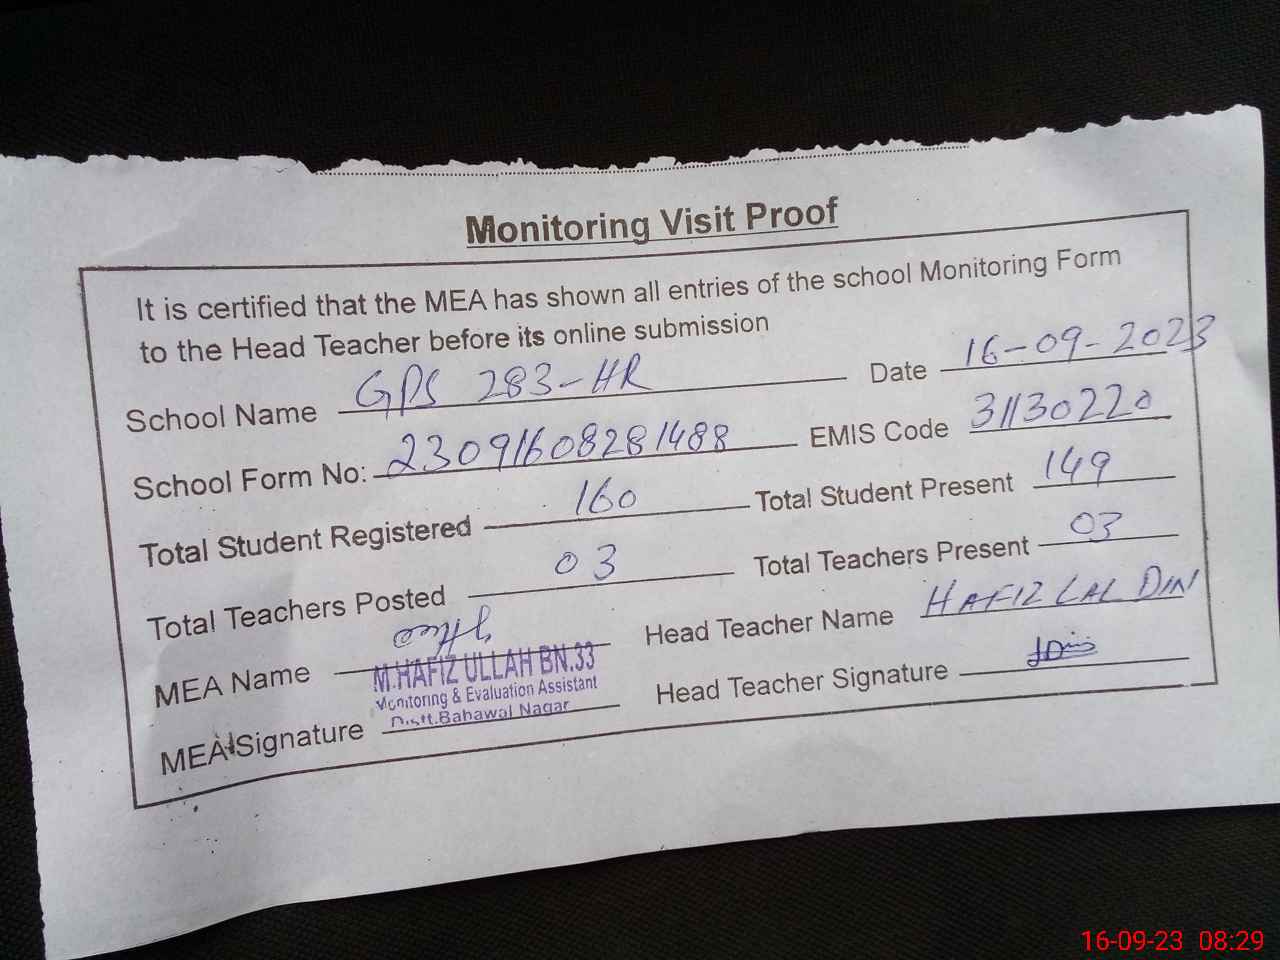 Monitoring Visit Proof
It is certified that the MEA has shown all entries of the school Monitoring Form
to the Head Teacher before its online submission
School Name GPS 283-HR Date 16-09-2023
School Form No: 23091608281488 EMIS Code 31130220
Total Student Registered 160 Total Student Present 149
Total Teachers Posted 03 Total Teachers Present 03
MEA Name Head Teacher Name HAFIZ LAL DIN
M.HAFIZ ULLAH BN.33
Monitoring & Evaluation Assistant
Distt.Bahawal Nagar
MEA Signature Head Teacher Signature
16-09-23 08:29